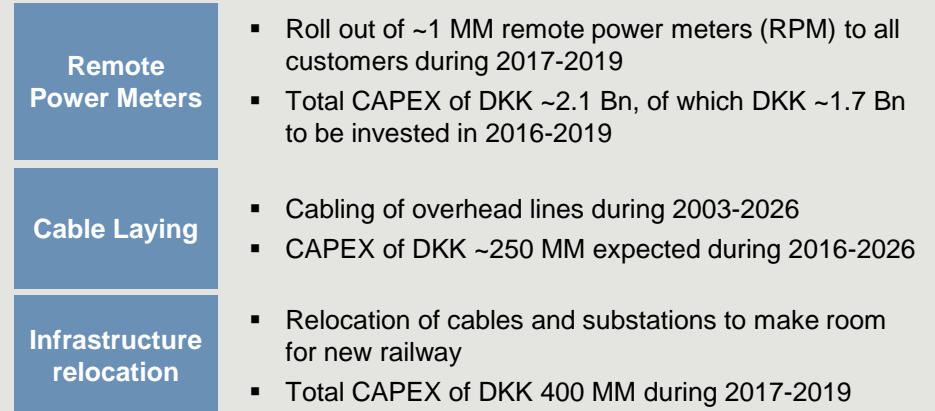 Remote
Power Meters
▪ Roll out of ~1 MM remote power meters (RPM) to all
customers during 2017-2019
▪ Total CAPEX of DKK ~2.1 Bn, of which DKK ~1.7 Bn
to be invested in 2016-2019
Cable Laying
▪ Cabling of overhead lines during 2003-2026
▪ CAPEX of DKK ~250 MM expected during 2016-2026
Infrastructure
relocation
▪ Relocation of cables and substations to make room
for new railway
▪ Total CAPEX of DKK 400 MM during 2017-2019